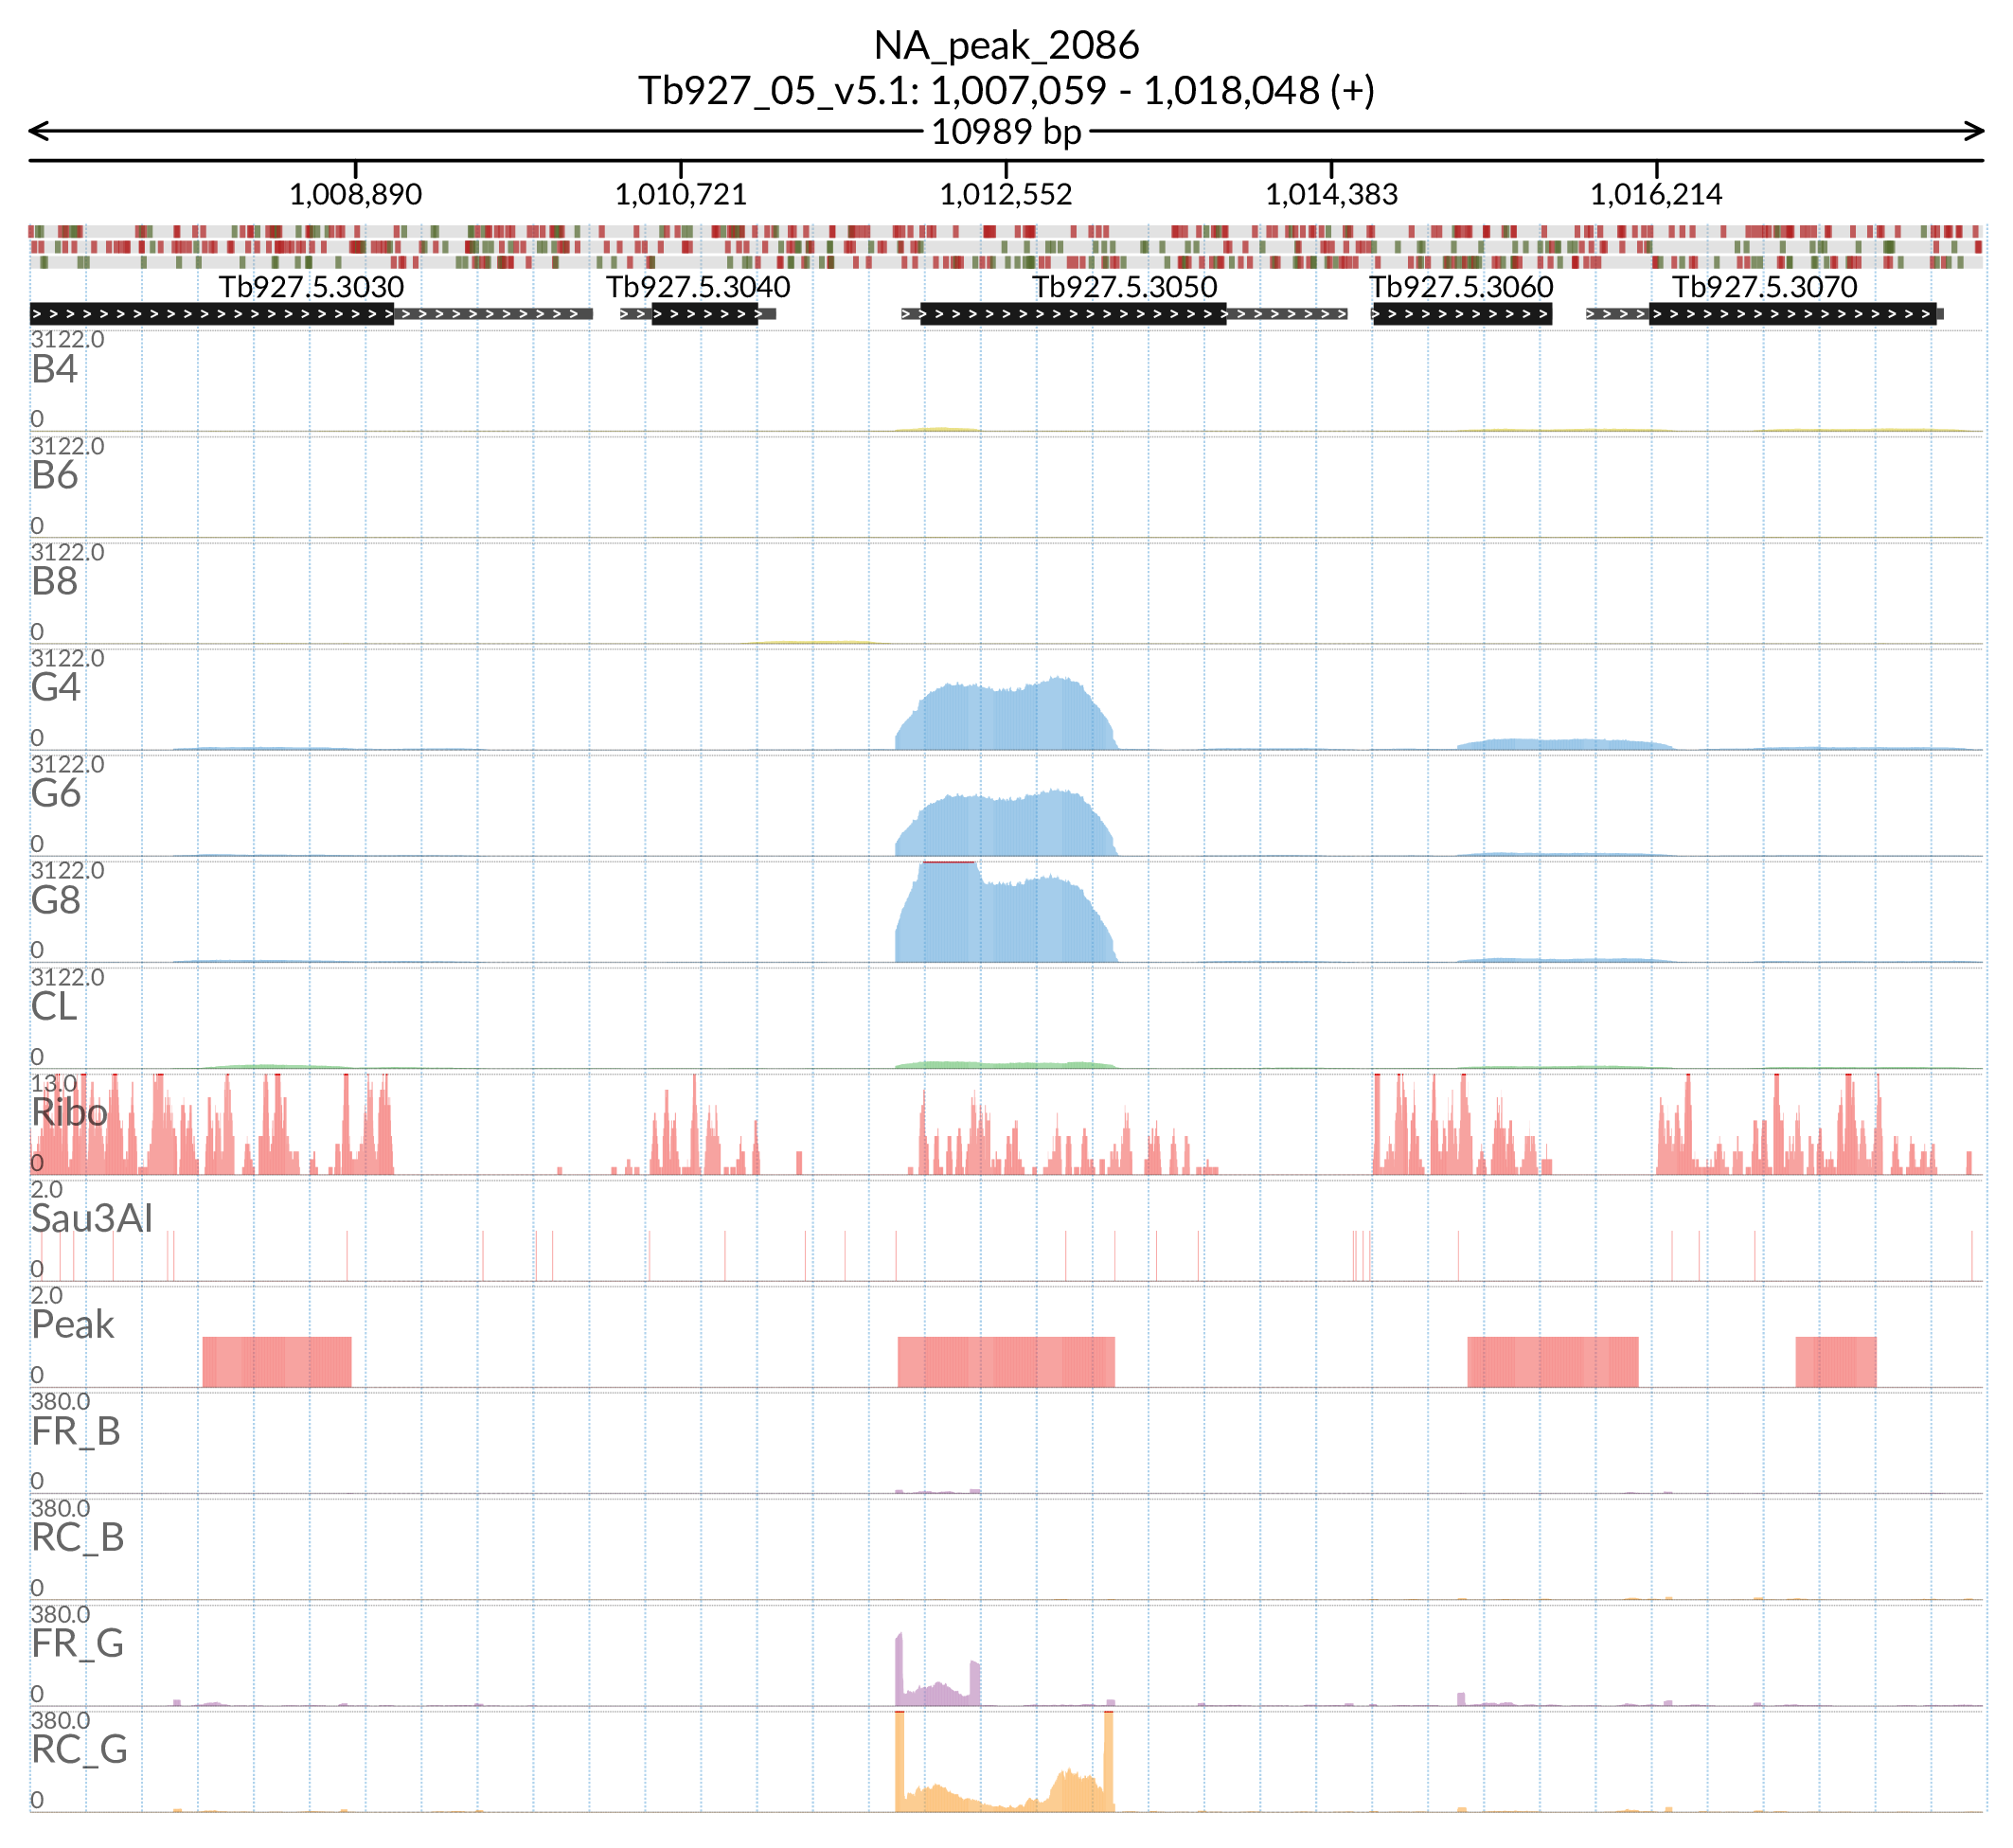 NA_peak_2086
Tb927_05_v5.1: 1,007,059 - 1,018,048 (+)
10989 bp
1,008,890 1,010,721 1,012,552 1,014,383 1,016,214
Tb927.5.3030 Tb927.5.3040 Tb927.5.3050 Tb927.5.3060 Tb927.5.3070
3122.0
B4
0
3122.0
B6
0
3122.0
B8
0
3122.0
G4
0
3122.0
G6
0
3122.0
G8
0
3122.0
CL
0
13.0
Ribo
0
2.0
Sau3AI
0
2.0
Peak
0
380.0
FR_B
0
380.0
RC_B
0
380.0
FR_G
0
380.0
RC_G
0